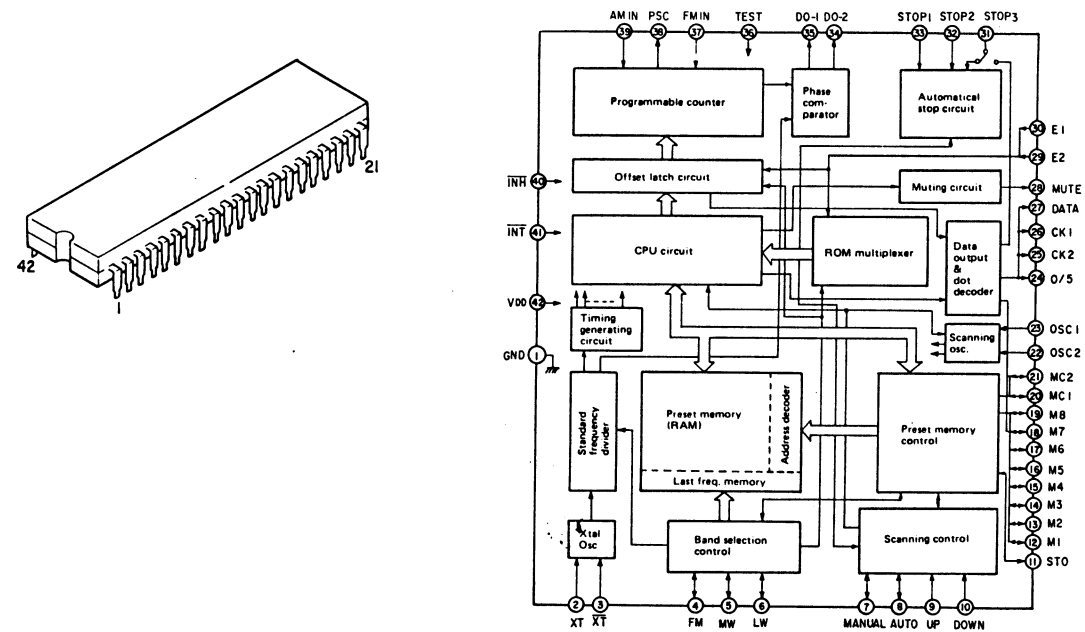 42
1
21
AMIN PSC FMIN TEST DO-1 DO-2 STOP1 STOP2 STOP3
39 38 37 36 35 34 33 32 31
Programmable counter
Phase
com-
parator
Automatical
stop circuit
30 E1
29 E2
INH 40
Offset latch circuit
Muting circuit
28 MUTE
27 DATA
INT 41
CPU circuit
ROM multiplexer
Data
output
&
dot
decoder
26 CK1
25 CK2
24 O/5
VDD 42
Timing
generating
circuit
Scanning
osc.
23 OSC1
22 OSC2
GND 1
Standard
frequency
divider
Preset memory
(RAM)
Address decoder
Last freq. memory
Preset memory
control
21 MC2
20 MC1
19 M8
18 M7
17 M6
16 M5
15 M4
14 M3
13 M2
12 M1
11 STO
Xtal
Osc
Band selection
control
Scanning control
2 3 4 5 6 7 8 9 10
XT XT FM MW LW MANUAL AUTO UP DOWN